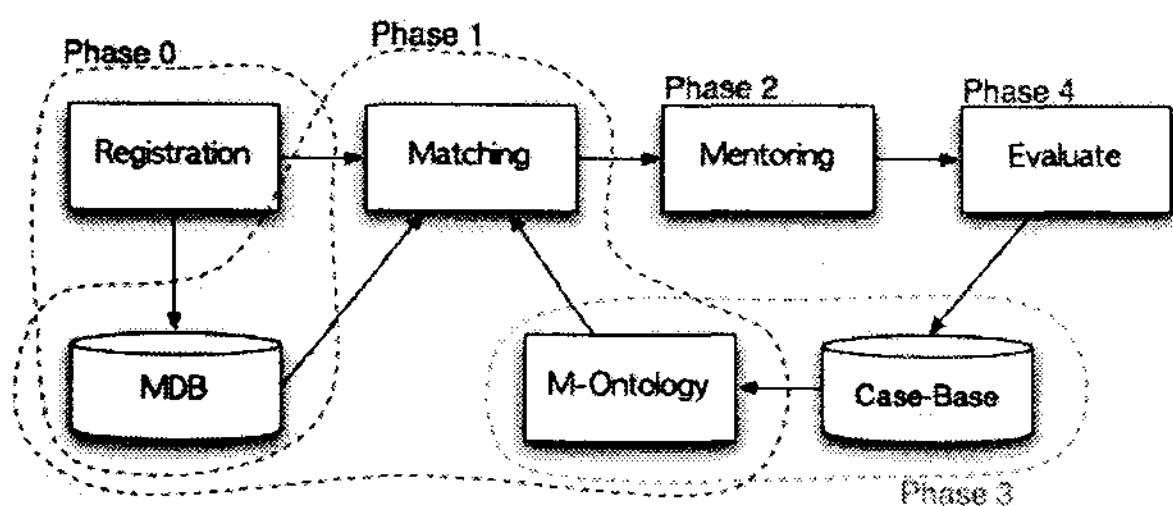 Phase 0
Phase 1
Phase 2
Phase 4
Registration
Matching
Mentoring
Evaluate
MDB
M-Ontology
Case-Base
Phase 3